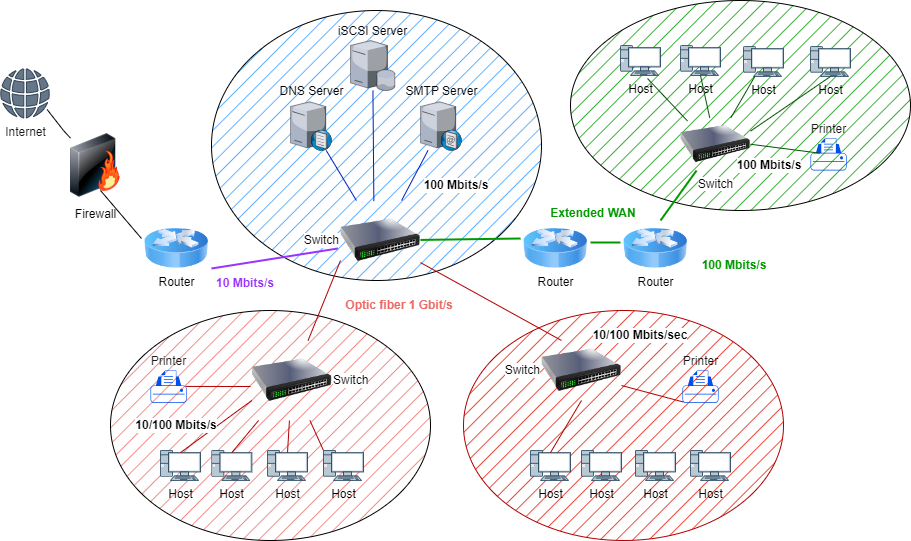 iSCSI Server
DNS Server
SMTP Server
100 Mbits/s
Switch
Internet
Firewall
Router
10 Mbits/s
Host
Host
Host
Host
Printer
100 Mbits/s
Switch
Extended WAN
Router
Router
100 Mbits/s
Optic fiber 1 Gbit/s
Printer
Switch
10/100 Mbits/s
Host
Host
Host
Host
10/100 Mbits/sec
Switch
Printer
Host
Host
Host
Host